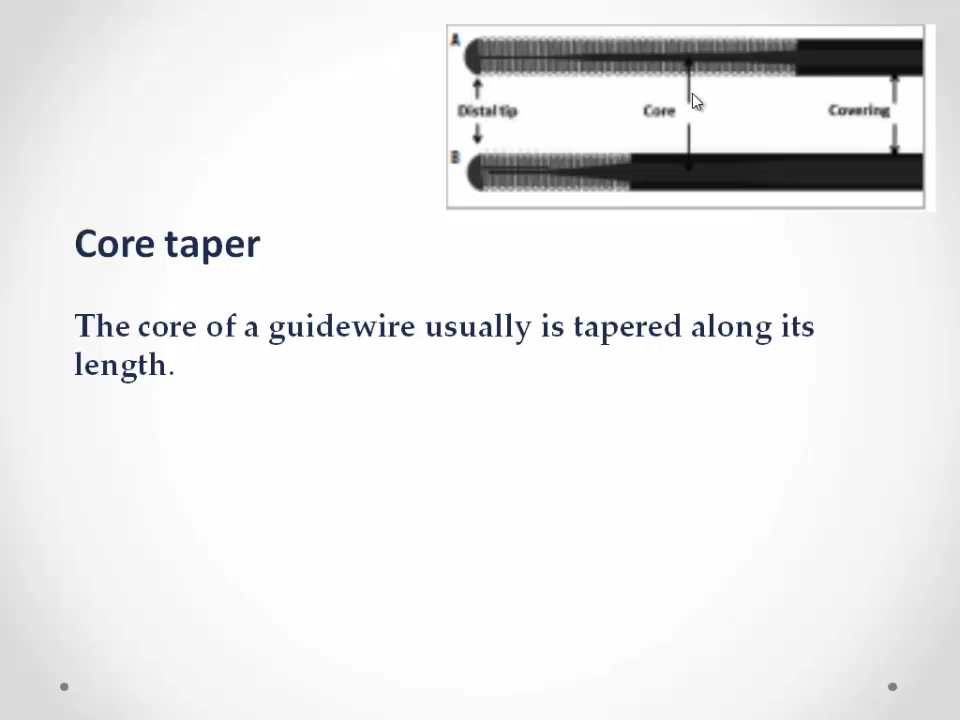 A
Distal tip Core Covering
B
Core taper
The core of a guidewire usually is tapered along its
length.